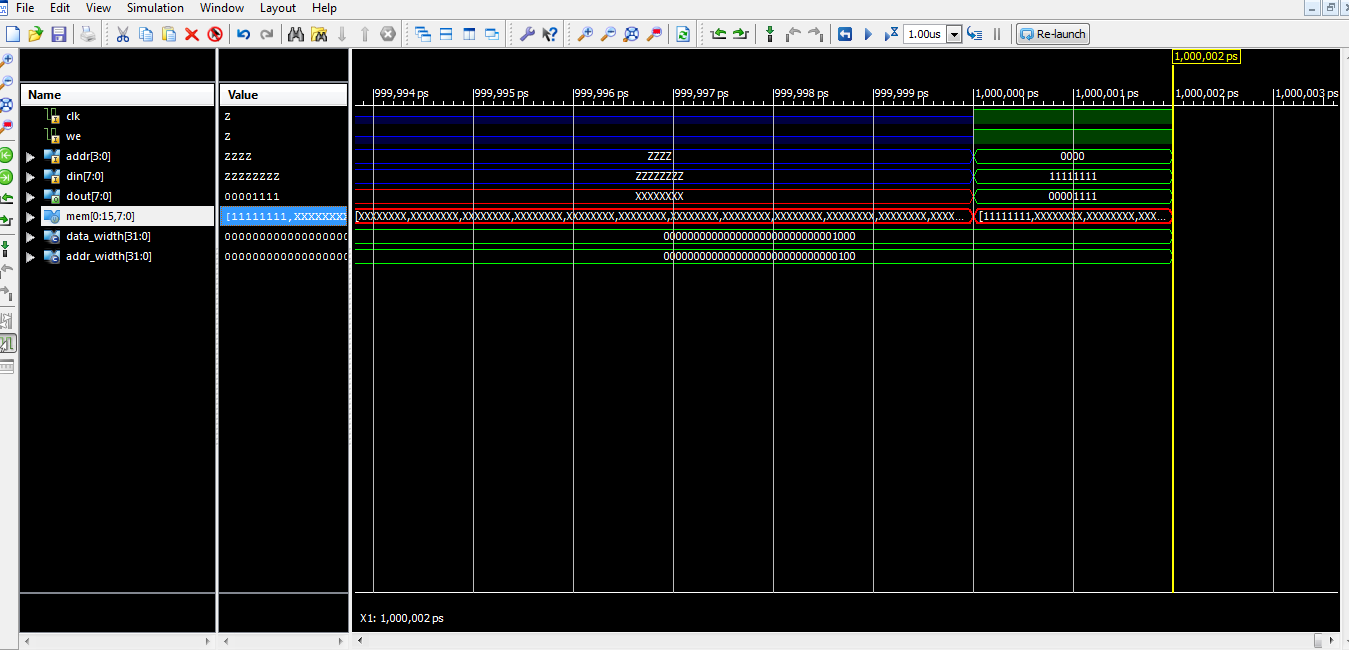 File Edit View Simulation Window Layout Help
1.00us Re-launch
1,000,002 ps
Name Value 999,994 ps 999,995 ps 999,996 ps 999,997 ps 999,998 ps 999,999 ps 1,000,000 ps 1,000,001 ps 1,000,002 ps 1,000,003 ps
clk Z
we Z
addr[3:0] ZZZZ ZZZZ 0000
din[7:0] ZZZZZZZZ ZZZZZZZZ 11111111
dout[7:0] 00001111 XXXXXXXX 00001111
mem[0:15,7:0] [11111111,XXXXXXXX [XXXXXXXX,XXXXXXXX,XXXXXXXX,XXXXXXXX,XXXXXXXX,XXXXXXXX,XXXXXXXX,XXXXXXXX,XXXXXXXX,XXXXXXXX,XXXXXXXX,XXXX... [11111111,XXXXXXXX,XXXXXXXX,XXX...
data_width[31:0] 000000000000000000 00000000000000000000000000001000
addr_width[31:0] 000000000000000000 00000000000000000000000000000100
X1: 1,000,002 ps